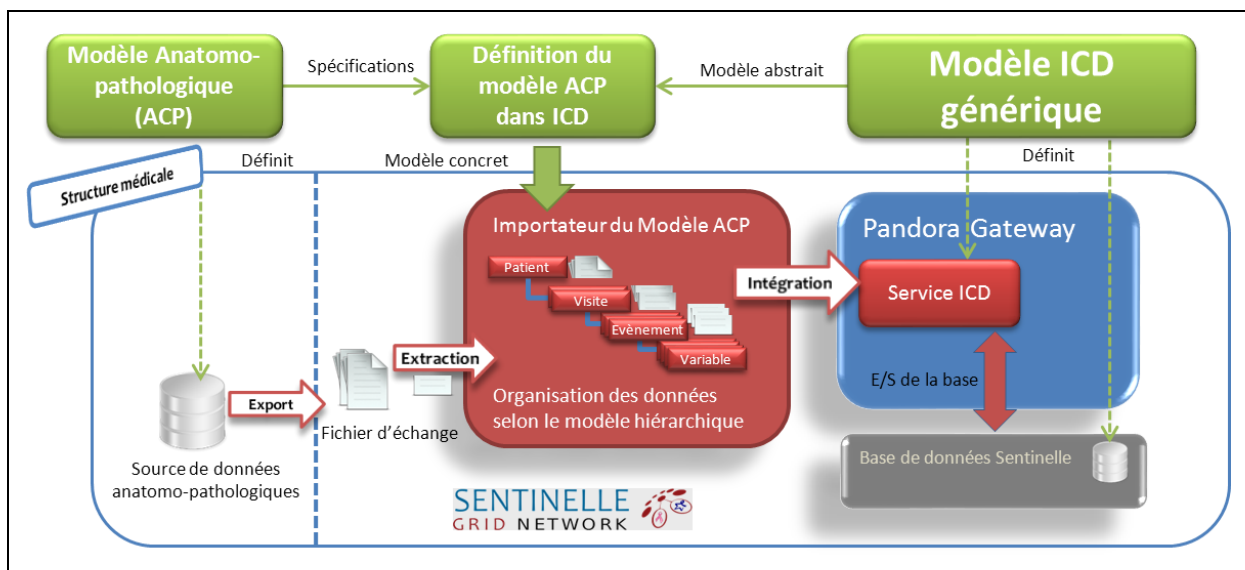 Modèle Anatomo-
pathologique
(ACP)
Spécifications
Définition du
modèle ACP
dans ICD
Modèle abstrait
Modèle ICD
générique
Structure médicale
Définit
Modèle concret
Définit
Importateur du Modèle ACP
Patient
Visite
Evènement
Variable
Organisation des données
selon le modèle hiérarchique
Intégration
Pandora Gateway
Service ICD
E/S de la base
Base de données Sentinelle
Export
Extraction
Fichier d'échange
Source de données
anatomo-pathologiques
SENTINELLE
GRID NETWORK